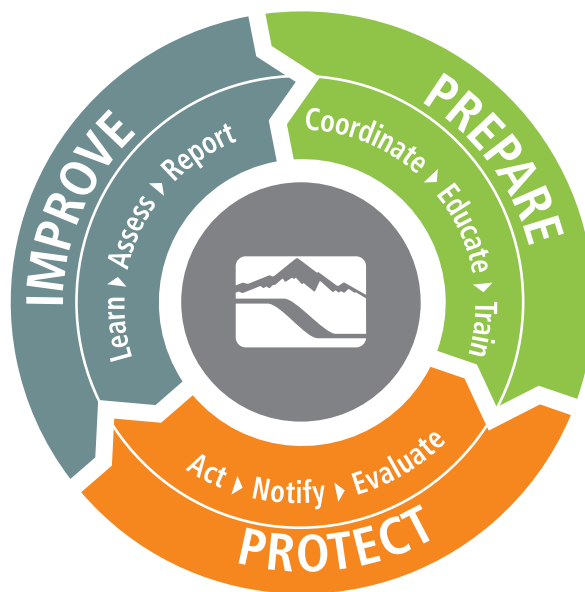 PREPARE
Coordinate ▸ Educate ▸ Train
PROTECT
Act ▸ Notify ▸ Evaluate
IMPROVE
Learn ▸ Assess ▸ Report